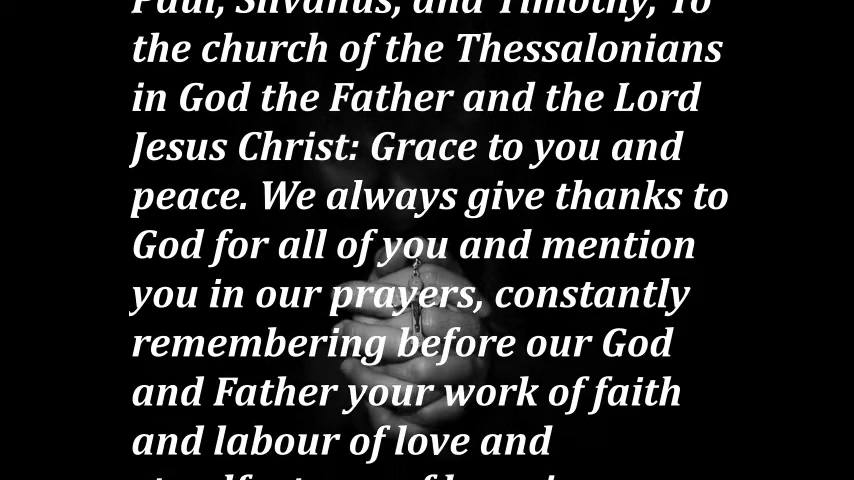 Paul, Silvanus, and Timothy, To
the church of the Thessalonians
in God the Father and the Lord
Jesus Christ: Grace to you and
peace. We always give thanks to
God for all of you and mention
you in our prayers, constantly
remembering before our God
and Father your work of faith
and labour of love and